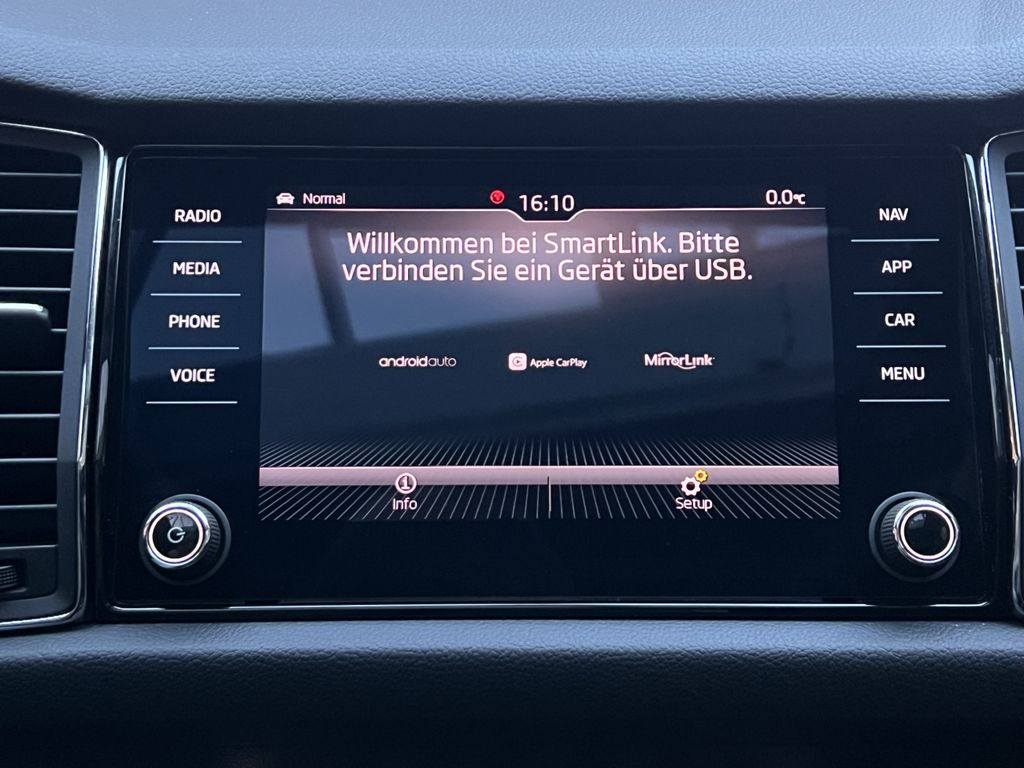 Normal
16:10
0.0°C
RADIO
MEDIA
PHONE
VOICE
Willkommen bei SmartLink. Bitte
verbinden Sie ein Gerät über USB.
androidauto
Apple CarPlay
MirrorLink
Info
Setup
NAV
APP
CAR
MENU